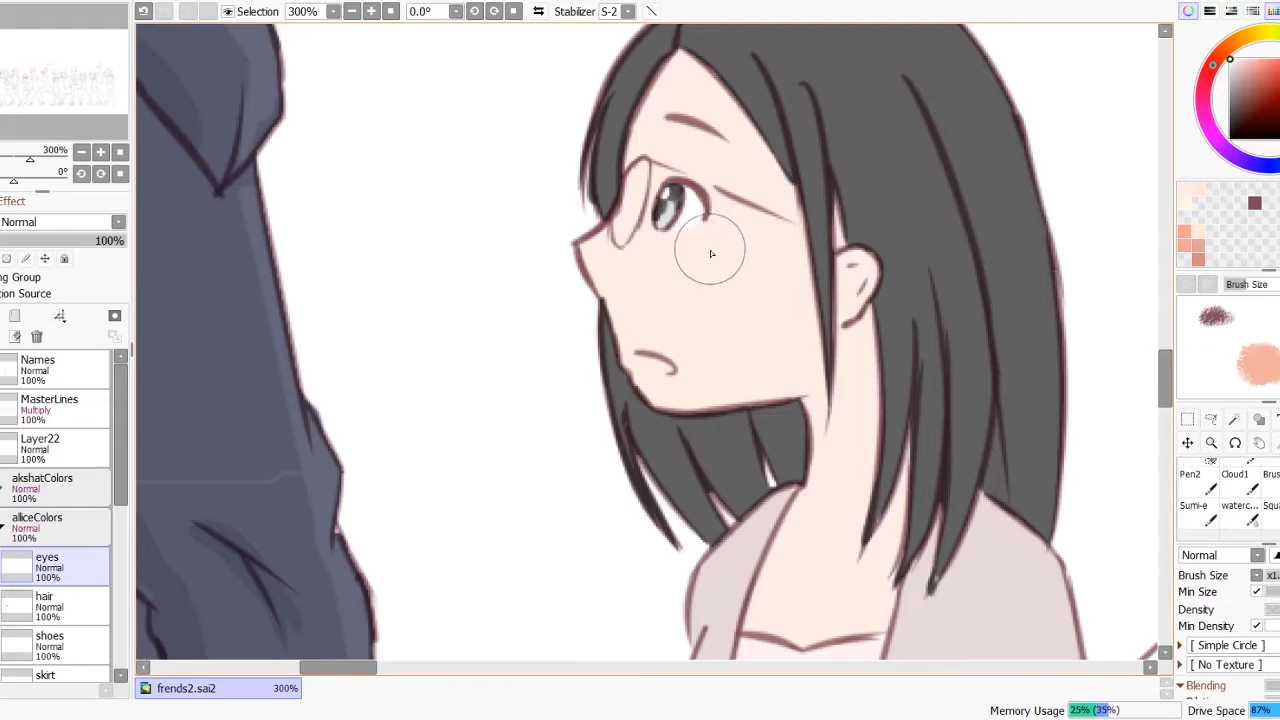 Selection 300% 0.0° Stabilizer S-2
300%
0°
Effect
Normal
100%
ing Group
tion Source
Names
Normal
100%
MasterLines
Multiply
100%
Layer22
Normal
100%
akshatColors
Normal
100%
aliceColors
Normal
100%
eyes
Normal
100%
hair
Normal
100%
shoes
Normal
100%
skirt
frends2.sai2 300%
Brush Size
Pen2 Cloud1 Brus
Sumi-e waterc... Squa
Normal
Brush Size x1.
Min Size
Density
Min Density
[ Simple Circle ]
[ No Texture ]
Blending
Memory Usage 25% (35%) Drive Space 87%